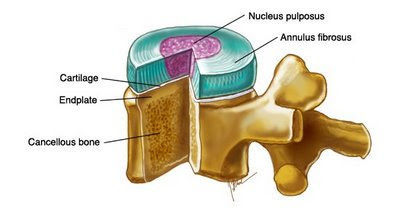 Nucleus pulposus
Annulus fibrosus
Cartilage
Endplate
Cancellous bone